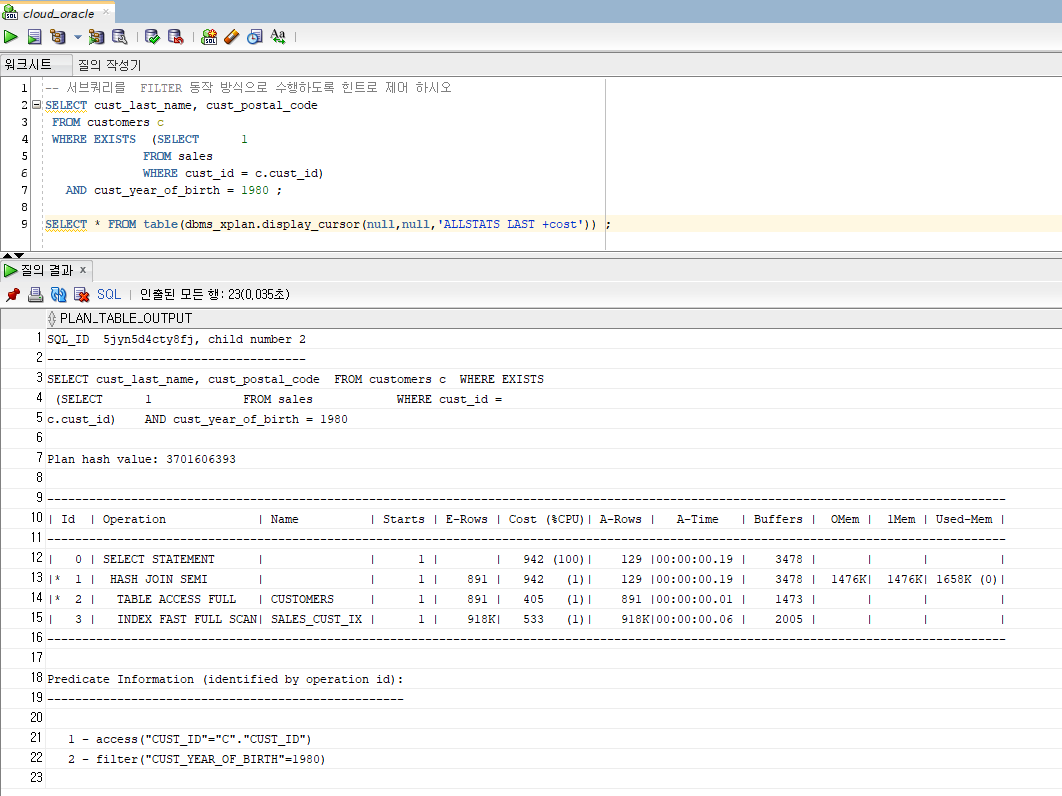 cloud_oracle
워크시트 질의 작성기
1 -- 서브쿼리를  FILTER 동작 방식으로 수행하도록 힌트로 제어 하시오
2 SELECT cust_last_name, cust_postal_code
3 FROM customers c
4 WHERE EXISTS  (SELECT      1
5 FROM sales
6 WHERE cust_id = c.cust_id)
7 AND cust_year_of_birth = 1980 ;
8
9 SELECT * FROM table(dbms_xplan.display_cursor(null,null,'ALLSTATS LAST +cost')) ;
질의 결과 x
SQL | 인출된 모든 행: 23(0,035초)
PLAN_TABLE_OUTPUT
1 SQL_ID  5jyn5d4cty8fj, child number 2
2 -------------------------------------
3 SELECT cust_last_name, cust_postal_code  FROM customers c  WHERE EXISTS
4 (SELECT      1             FROM sales            WHERE cust_id =
5 c.cust_id)    AND cust_year_of_birth = 1980
6
7 Plan hash value: 3701606393
8
9 -----------------------------------------------------------------------------------------------------------------------------------------
10 | Id  | Operation             | Name          | Starts | E-Rows | Cost (%CPU)| A-Rows |   A-Time   | Buffers |  OMem |  1Mem | Used-Mem |
11 -----------------------------------------------------------------------------------------------------------------------------------------
12 |   0 | SELECT STATEMENT      |               |      1 |        |   942 (100)|    129 |00:00:00.19 |    3478 |       |       |          |
13 |*  1 |  HASH JOIN SEMI       |               |      1 |    891 |   942   (1)|    129 |00:00:00.19 |    3478 |  1476K|  1476K| 1658K (0)|
14 |*  2 |   TABLE ACCESS FULL   | CUSTOMERS     |      1 |    891 |   405   (1)|    891 |00:00:00.01 |    1473 |       |       |          |
15 |   3 |   INDEX FAST FULL SCAN| SALES_CUST_IX |      1 |    918K|   533   (1)|    918K|00:00:00.06 |    2005 |       |       |          |
16 -----------------------------------------------------------------------------------------------------------------------------------------
17
18 Predicate Information (identified by operation id):
19 ---------------------------------------------------
20
21 1 - access("CUST_ID"="C"."CUST_ID")
22 2 - filter("CUST_YEAR_OF_BIRTH"=1980)
23